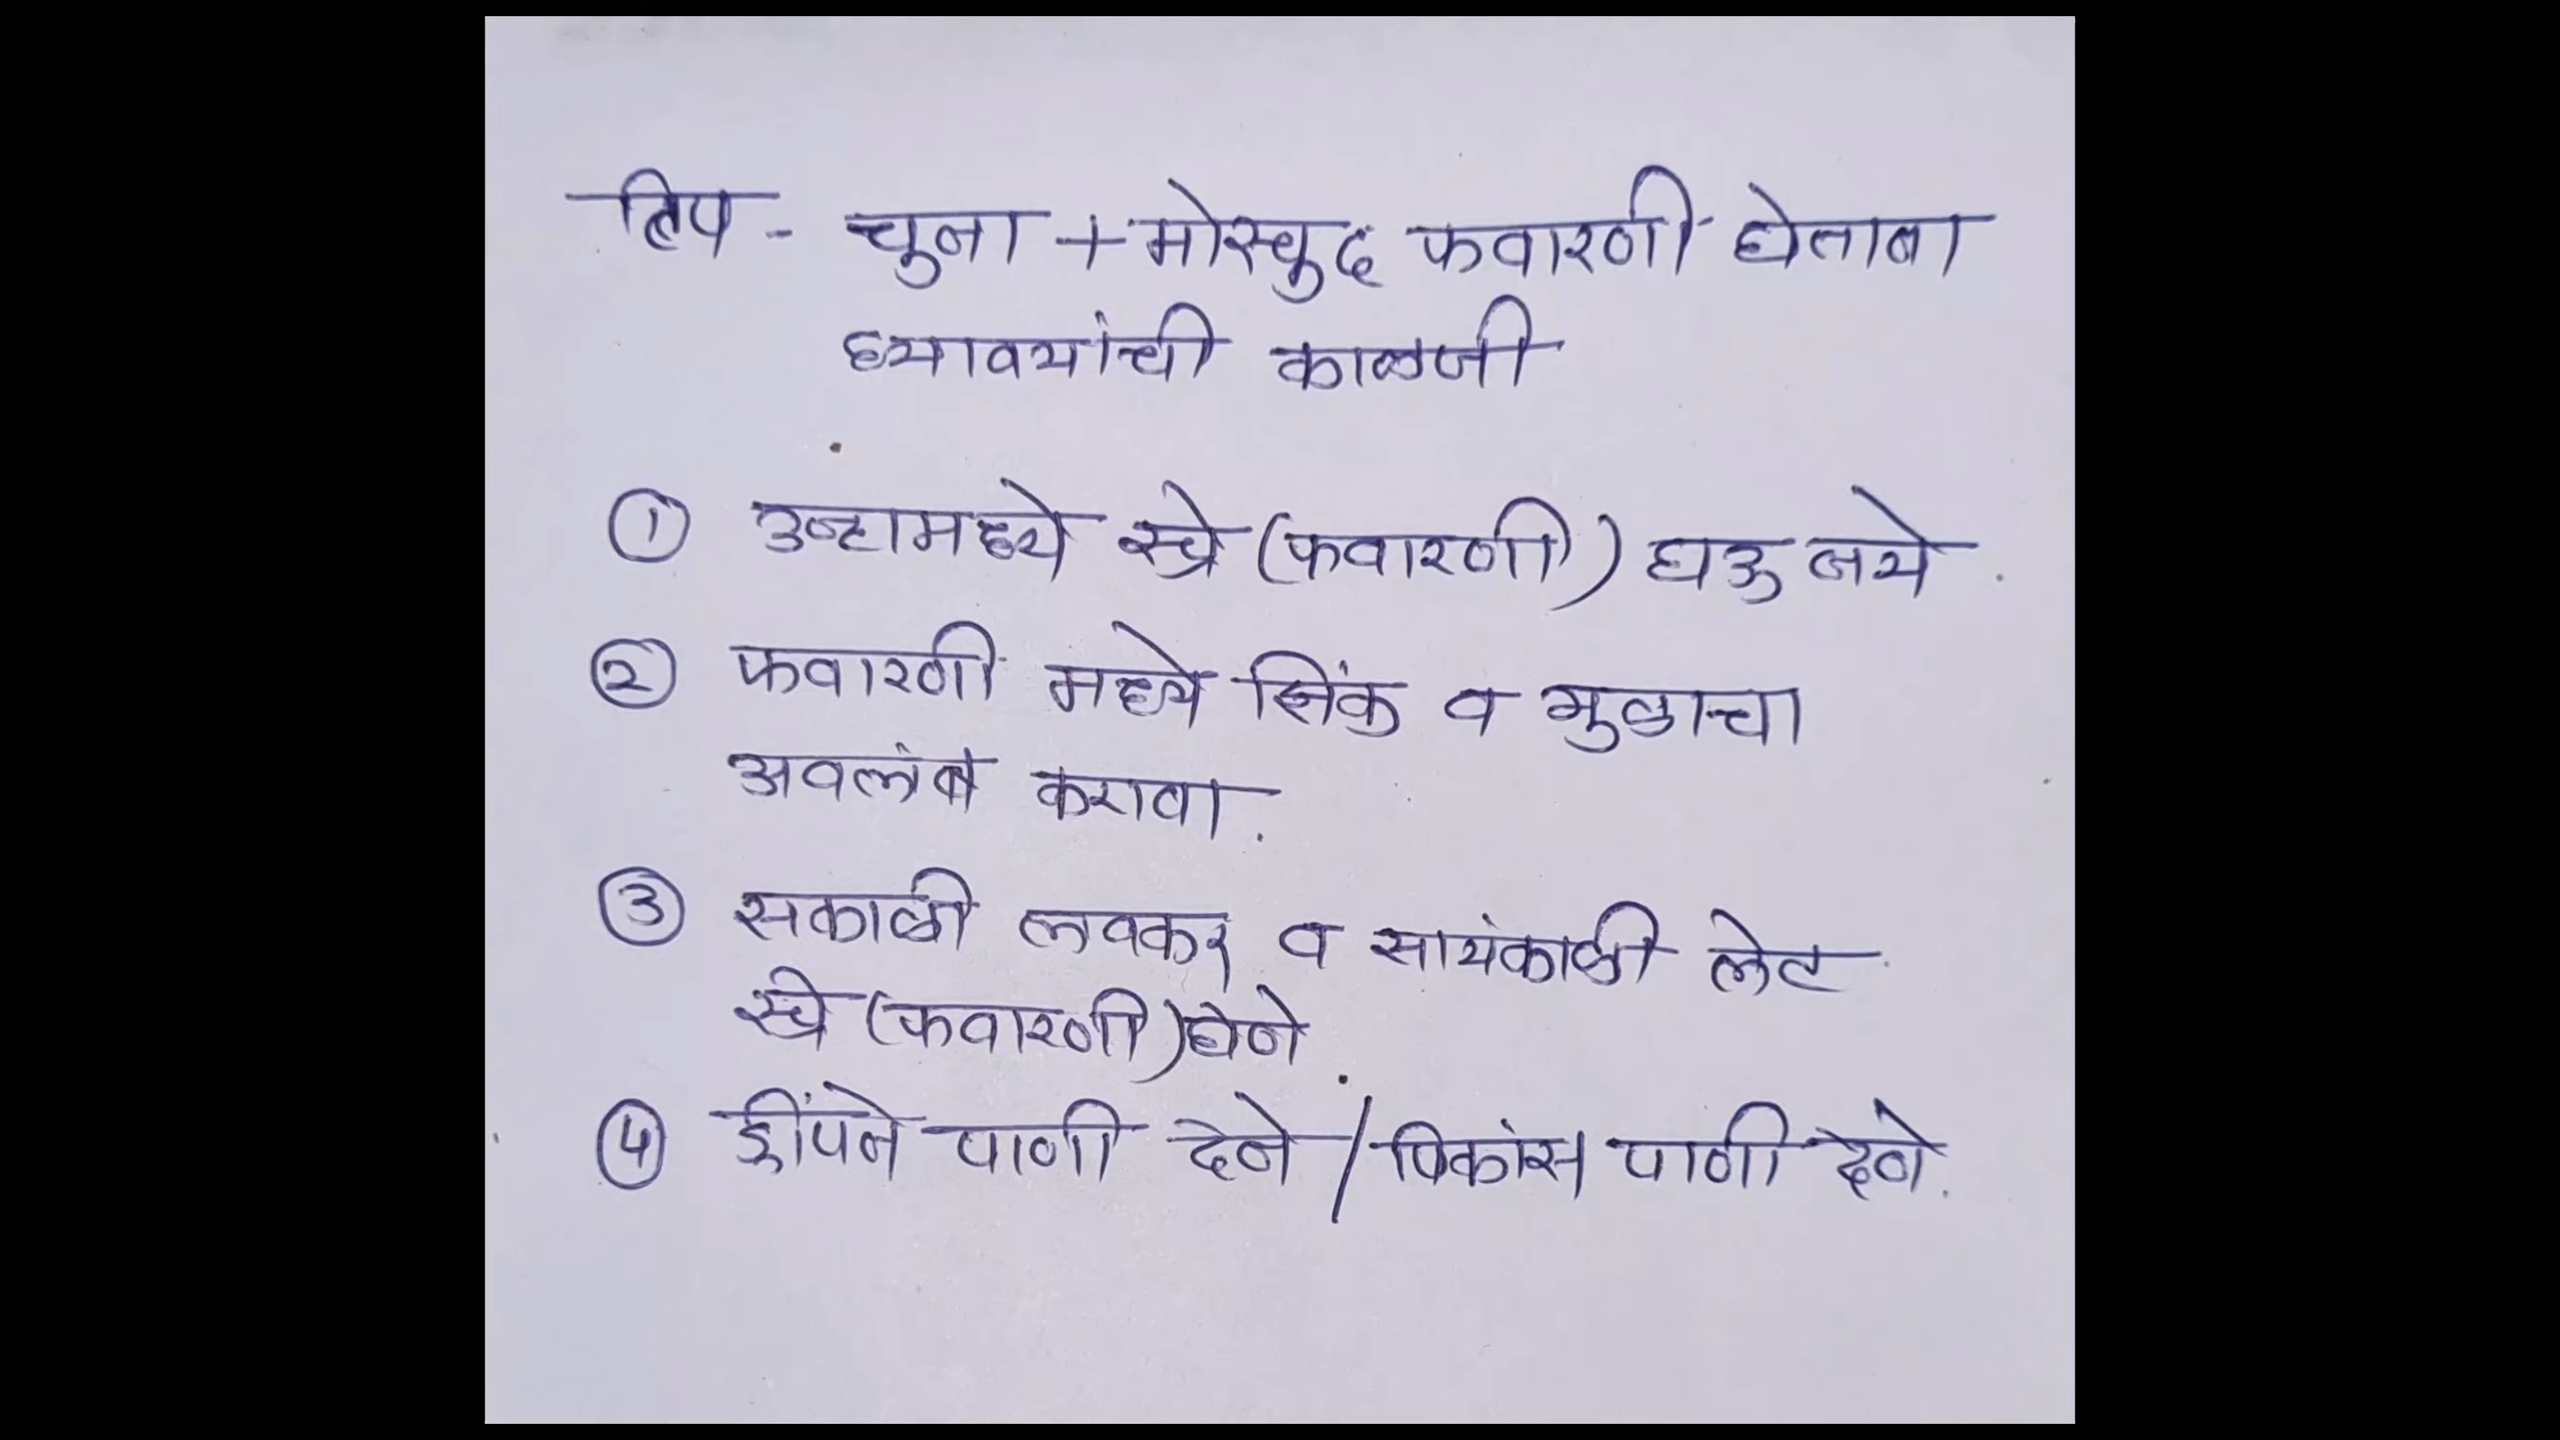 टिप - चुना + मोरचुद फवारणी घेताना
घ्यावयांची काळजी
① उन्हामध्ये स्प्रे (फवारणी) घेऊ नये
② फवारणी मध्ये झिंक व गुळाचा
अवलंब करावा.
③ सकाळी लवकर व सायंकाळी लेट
स्प्रे (फवारणी) घेणे
④ ड्रीपने पाणी देने / पिकांस पाणी देणे.